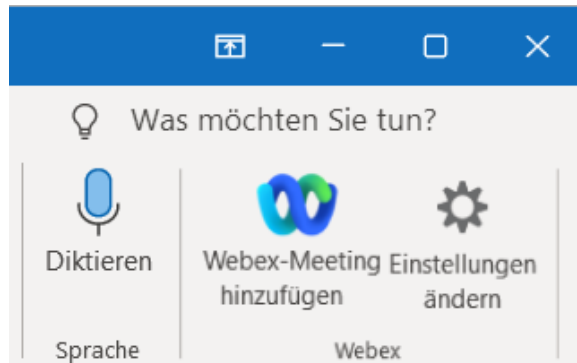 Was möchten Sie tun?
Diktieren
Webex-Meeting
hinzufügen
Einstellungen
ändern
Sprache
Webex